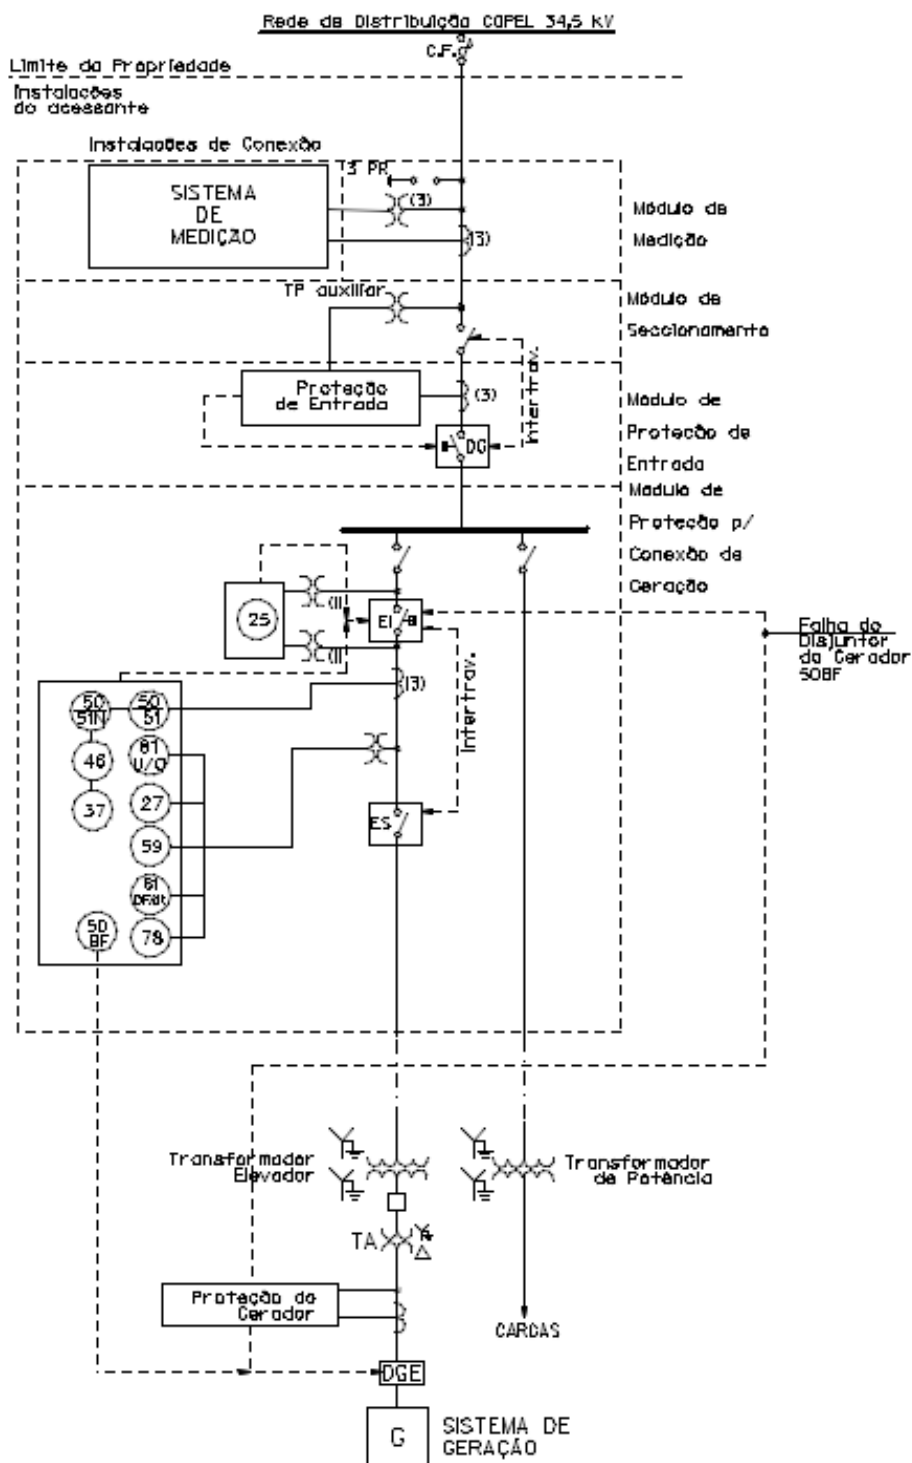 Rede de Distribuição COPEL 34,5 KV
C.F.
Limite da Propriedade
Instalações
do acessante
Instalações de Conexão
3 PR
SISTEMA
DE
MEDIÇÃO
(3)
(3)
Módulo de
Medição
TP auxiliar
Módulo de
Seccionamento
Intertrav.
Proteção
de Entrada
(3)
DG
Módulo de
Proteção de
Entrada
Módulo de
Proteção p/
Conexão de
Geração
25
(1)
(1)
EI
Falha do
Disjuntor
do Gerador
50BF
Intertrav.
(3)
50
51N
50
51
46
81
U/O
37
27
59
81
DF/dt
50
BF
78
ES
Transformador
Elevador
Transformador
de Potência
TA
Proteção do
Gerador
CARGAS
DGE
G
SISTEMA DE
GERAÇÃO